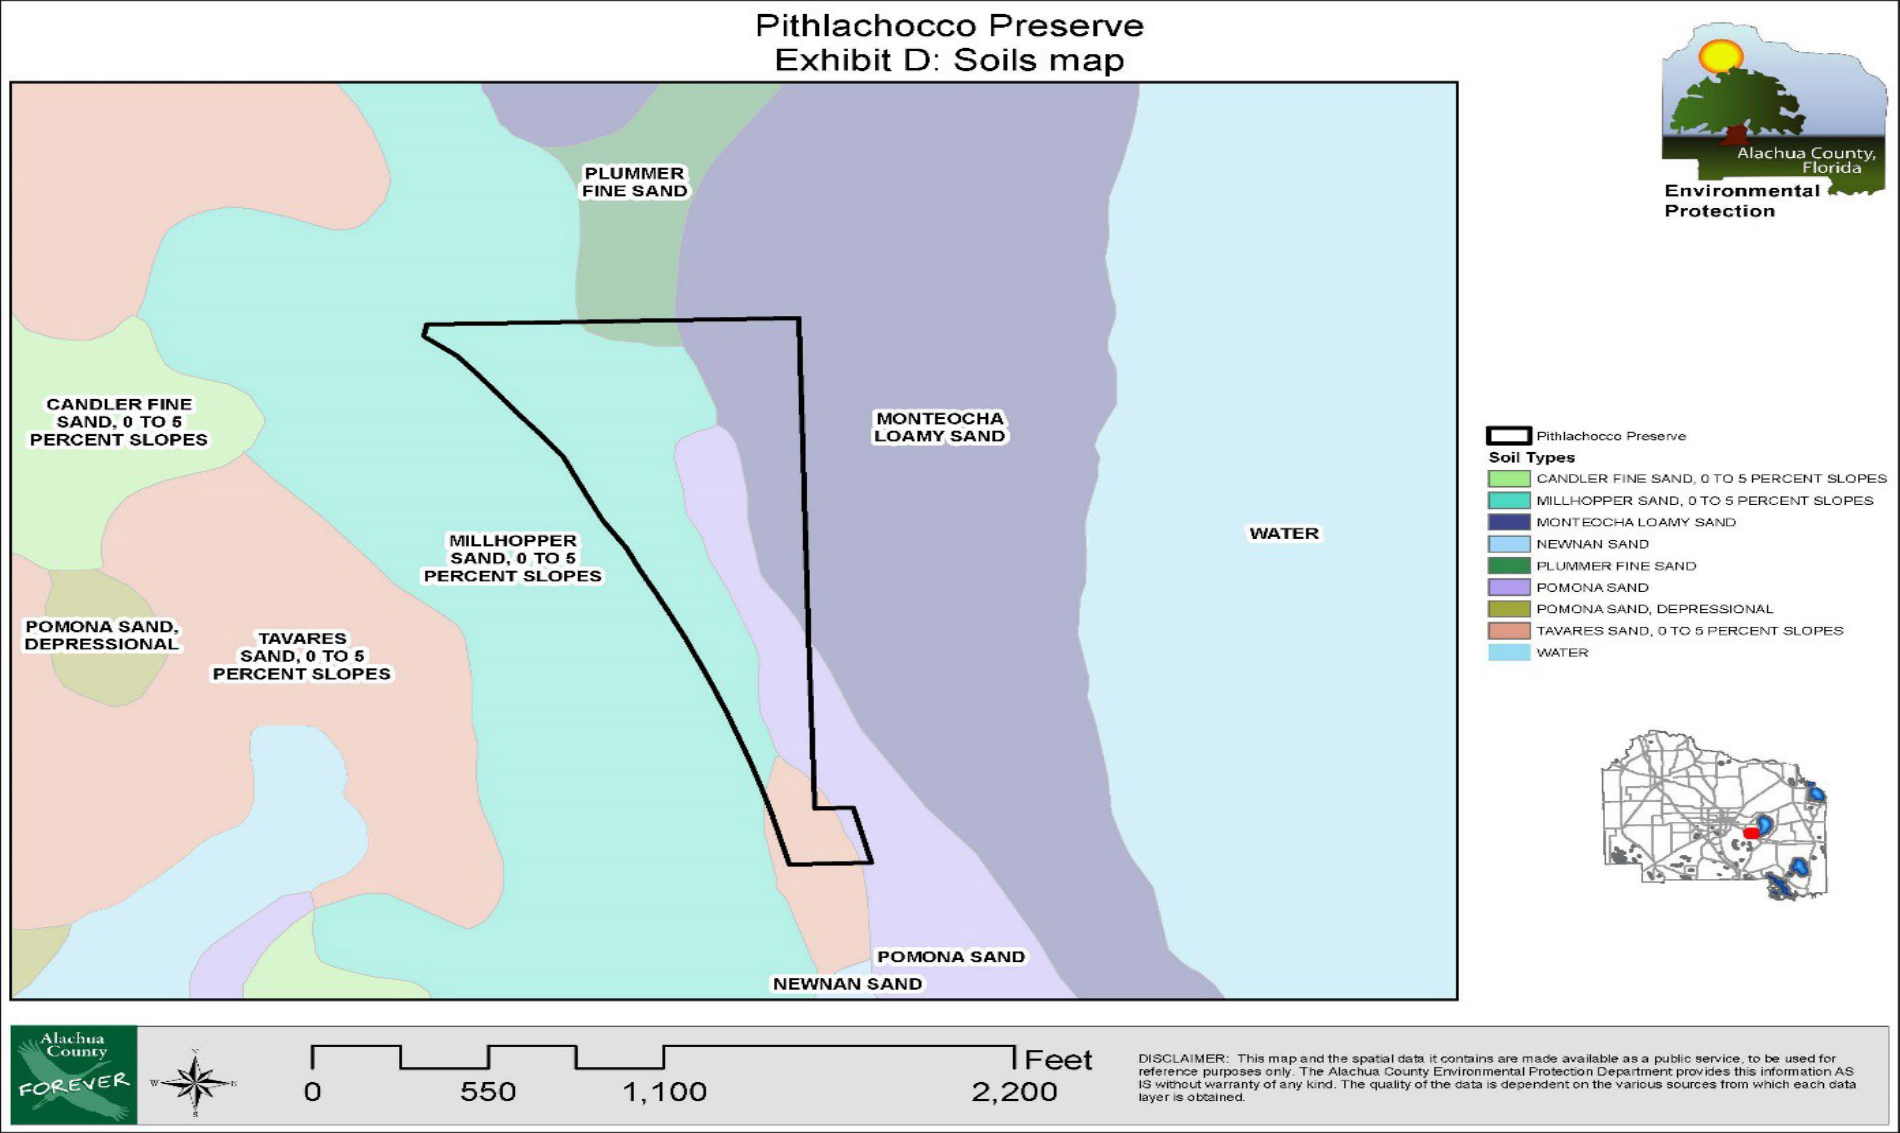 Pithlachocco Preserve
Exhibit D: Soils map
Alachua County,
Florida
Environmental
Protection
PLUMMER
FINE SAND
CANDLER FINE
SAND, 0 TO 5
PERCENT SLOPES
MONTEOCHA
LOAMY SAND
WATER
MILLHOPPER
SAND, 0 TO 5
PERCENT SLOPES
POMONA SAND,
DEPRESSIONAL
TAVARES
SAND, 0 TO 5
PERCENT SLOPES
POMONA SAND
NEWNAN SAND
Pithlachocco Preserve
Soil Types
CANDLER FINE SAND, 0 TO 5 PERCENT SLOPES
MILLHOPPER SAND, 0 TO 5 PERCENT SLOPES
MONTEOCHA LOAMY SAND
NEWNAN SAND
PLUMMER FINE SAND
POMONA SAND
POMONA SAND, DEPRESSIONAL
TAVARES SAND, 0 TO 5 PERCENT SLOPES
WATER
Alachua
County
FOREVER
N
W
E
S
Feet
0 550 1,100 2,200
DISCLAIMER: This map and the spatial data it contains are made available as a public service, to be used for
reference purposes only. The Alachua County Environmental Protection Department provides this information AS
IS without warranty of any kind. The quality of the data is dependent on the various sources from which each data
layer is obtained.